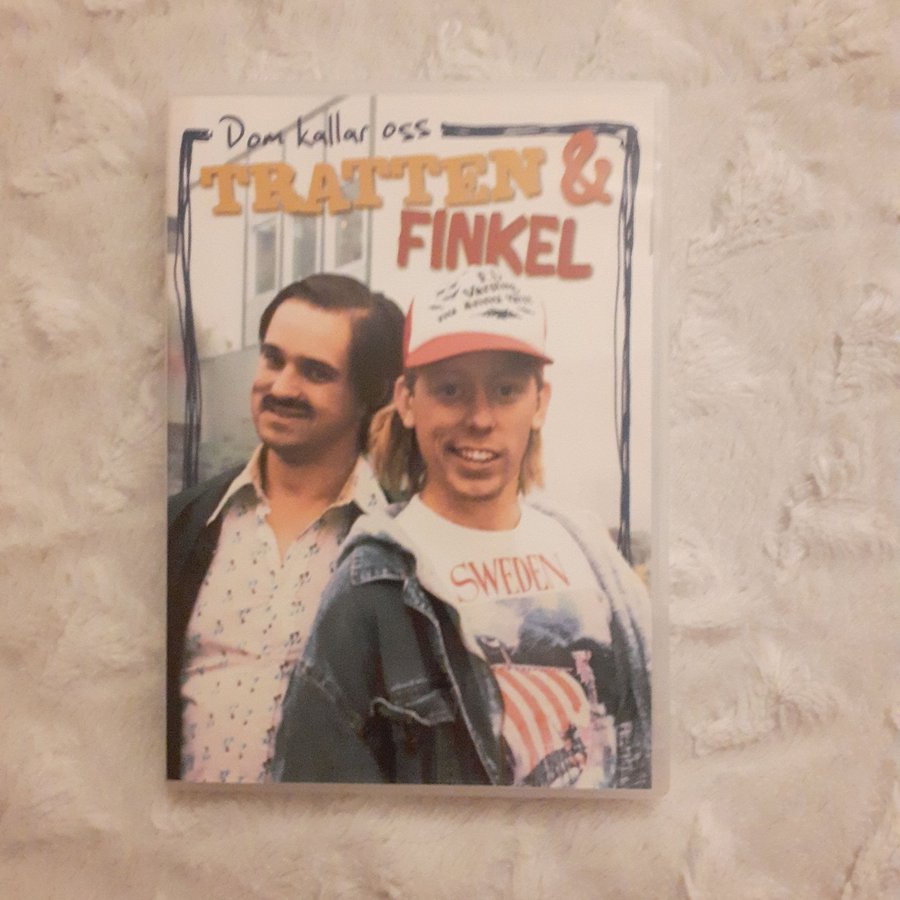 Dom kallar oss
TRATTEN &
FINKEL
SWEDEN